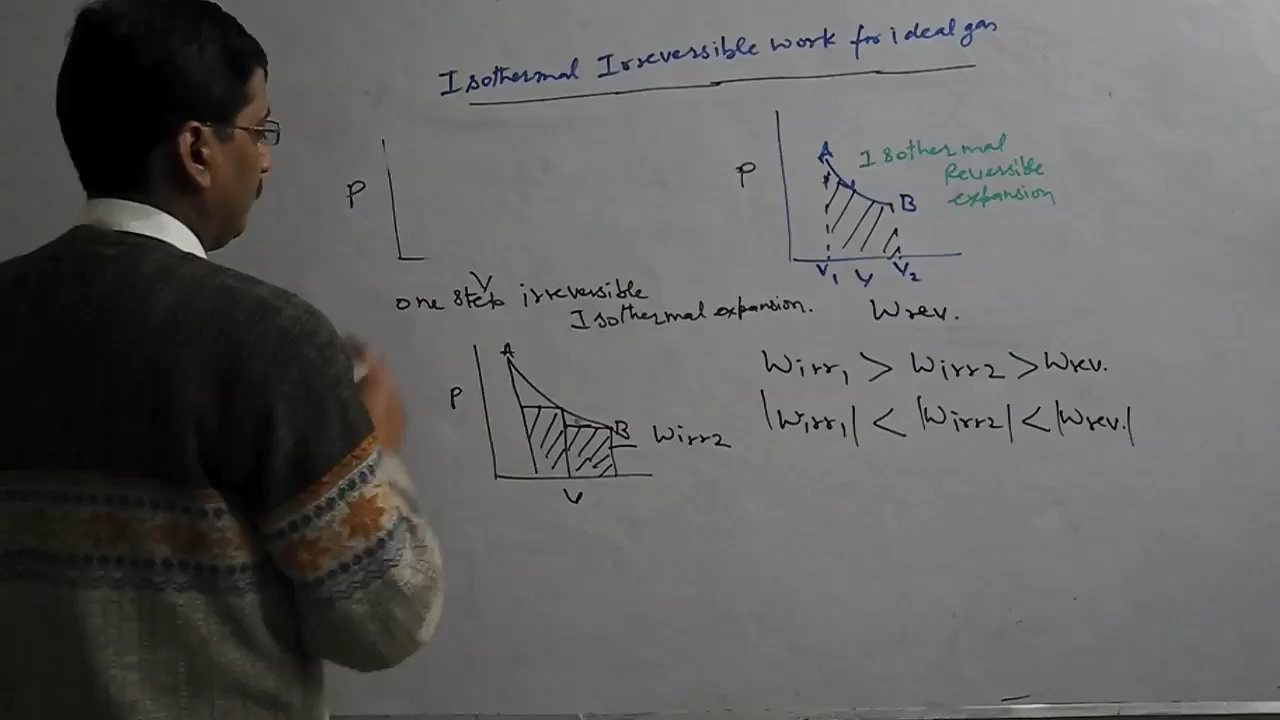 Isothermal Irreversible work for ideal gas
P
V
one step irreversible
Isothermal expansion.
P
A
Isothermal
Reversible
expansion
B
V1 V V2
Wrev.
P
A
B
Wirr2
V
Wirr1 > Wirr2 > Wrev.
|Wirr1| < |Wirr2| < |Wrev.|